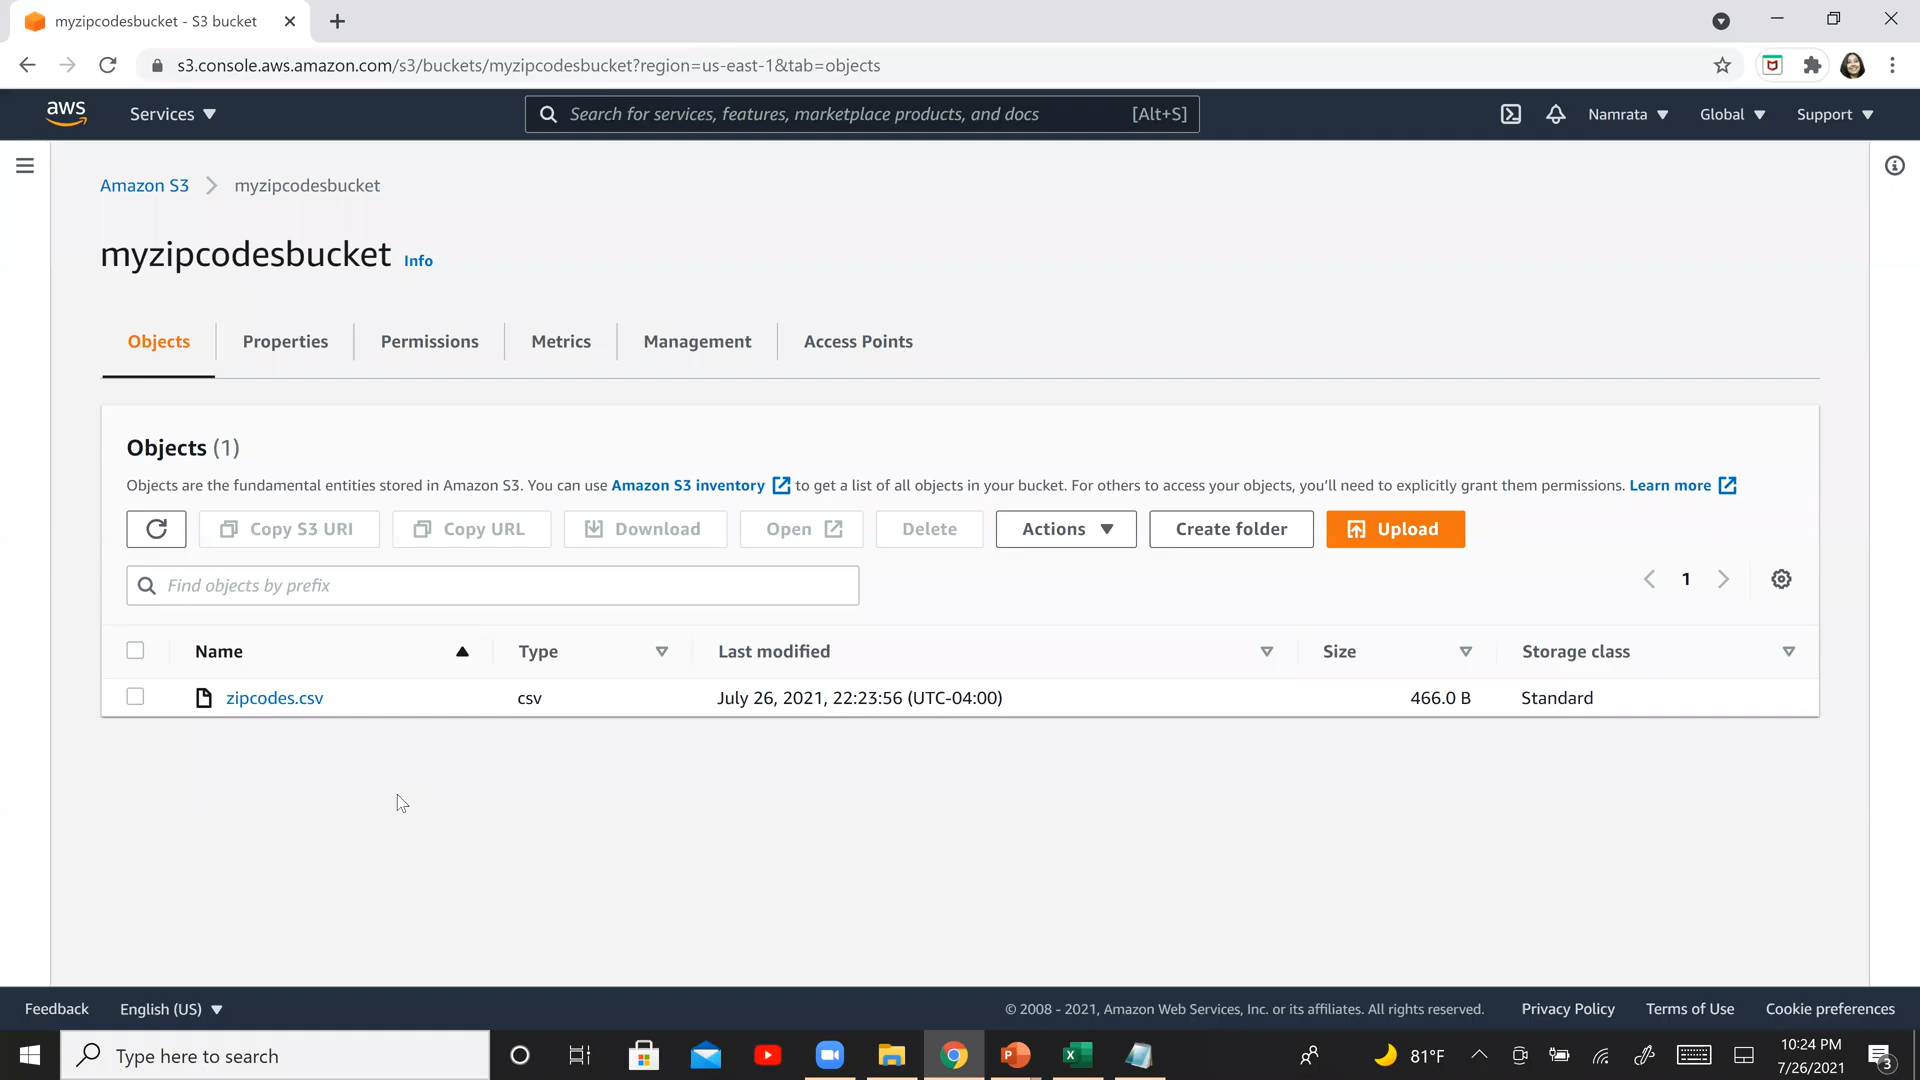 myzipcodesbucket - S3 bucket
s3.console.aws.amazon.com/s3/buckets/myzipcodesbucket?region=us-east-1&tab=objects
aws Services Search for services, features, marketplace products, and docs [Alt+S] Namrata Global Support
Amazon S3 myzipcodesbucket
myzipcodesbucket Info
Objects Properties Permissions Metrics Management Access Points
Objects (1)
Objects are the fundamental entities stored in Amazon S3. You can use Amazon S3 inventory to get a list of all objects in your bucket. For others to access your objects, you'll need to explicitly grant them permissions. Learn more
Copy S3 URI Copy URL Download Open Delete Actions Create folder Upload
Find objects by prefix 1
Name Type Last modified Size Storage class
zipcodes.csv csv July 26, 2021, 22:23:56 (UTC-04:00) 466.0 B Standard
Feedback English (US) © 2008 - 2021, Amazon Web Services, Inc. or its affiliates. All rights reserved. Privacy Policy Terms of Use Cookie preferences
Type here to search 81°F 10:24 PM
7/26/2021 3